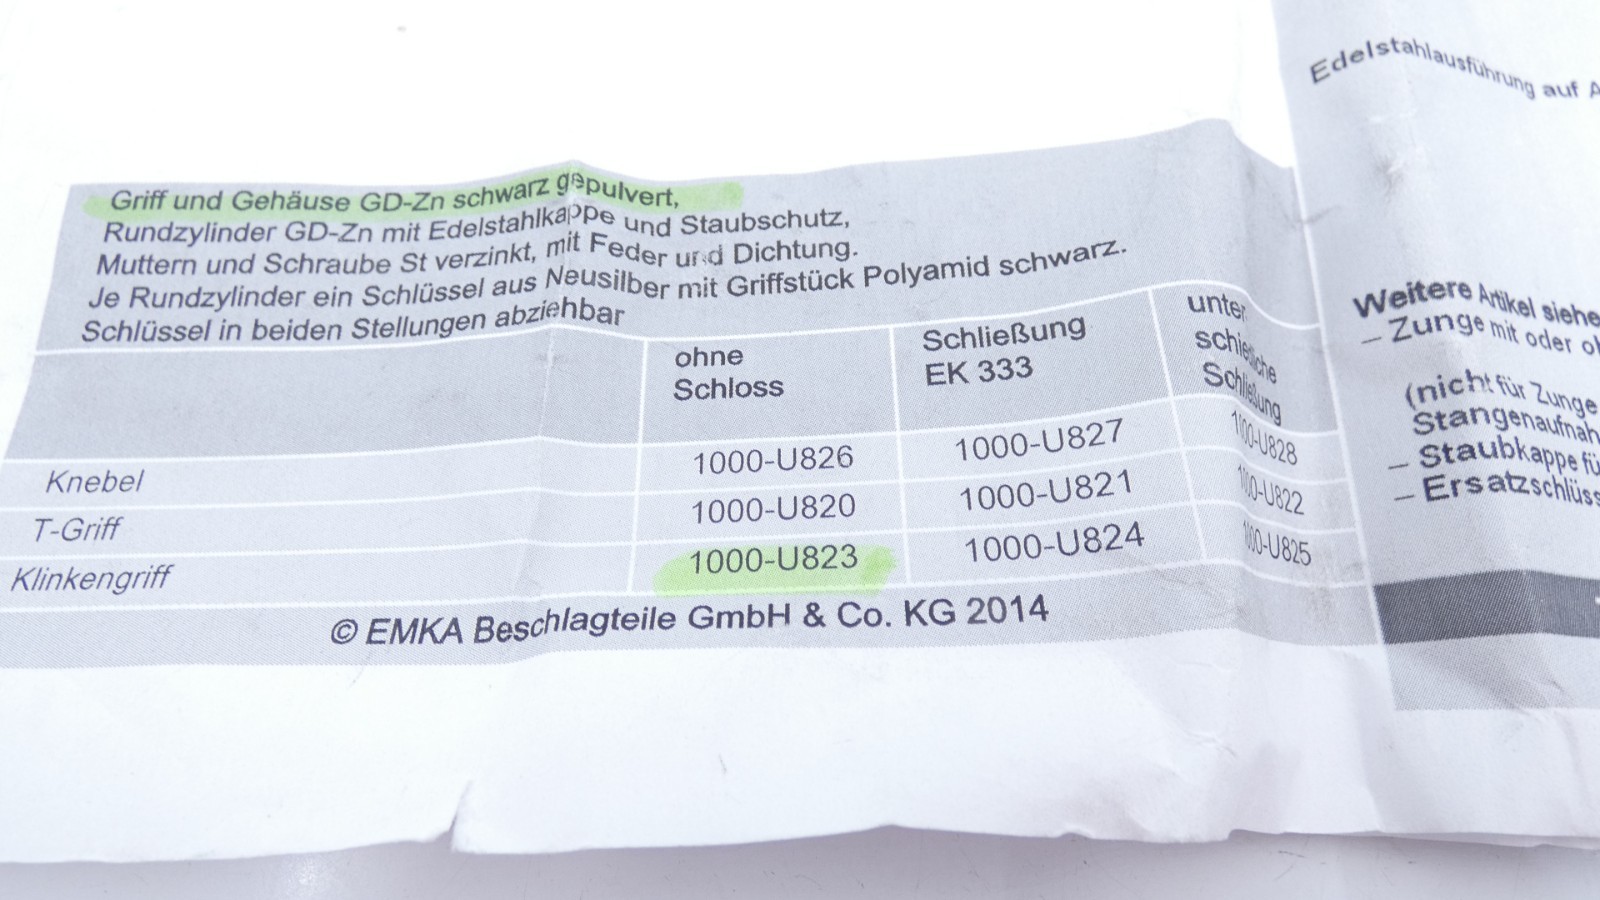 Griff und Gehäuse GD-Zn schwarz gepulvert,
Rundzylinder GD-Zn mit Edelstahlkappe und Staubschutz,
Muttern und Schraube St verzinkt, mit Feder und Dichtung.
Je Rundzylinder ein Schlüssel aus Neusilber mit Griffstück Polyamid schwarz.
Schlüssel in beiden Stellungen abziehbar
ohne
Schloss
Schließung
EK 333
unter
schiedliche
Schließung
Knebel 1000-U826 1000-U827 1000-U828
T-Griff 1000-U820 1000-U821 1000-U822
Klinkengriff 1000-U823 1000-U824 1000-U825
© EMKA Beschlagteile GmbH & Co. KG 2014
Edelstahlausführung auf A
Weitere Artikel siehe
– Zunge mit oder oh
(nicht für Zunge
Stangenaufnah
– Staubkappe fü
– Ersatzschlüss